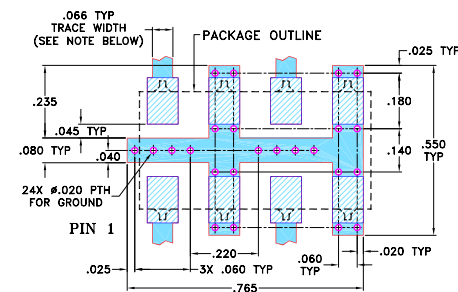 .066 TYP
TRACE WIDTH
(SEE NOTE BELOW)
PACKAGE OUTLINE
.025 TYP
.235
.180
.045 TYP
.550
TYP
.080 TYP
.040
.140
24X ø.020 PTH
FOR GROUND
PIN 1
.220
.060
TYP
.020 TYP
.025
3X .060 TYP
.765